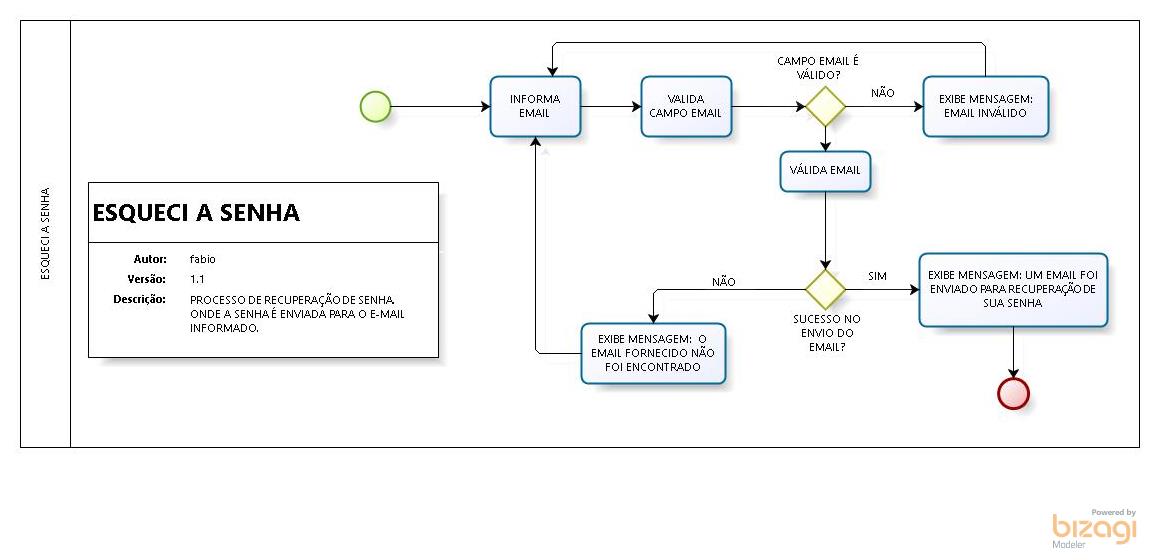 ESQUECI A SENHA
CAMPO EMAIL É
VÁLIDO?
INFORMA
EMAIL
VALIDA
CAMPO EMAIL
NÃO
EXIBE MENSAGEM:
EMAIL INVÁLIDO
VÁLIDA EMAIL
ESQUECI A SENHA
Autor: fabio
Versão: 1.1
Descrição: PROCESSO DE RECUPERAÇÃO DE SENHA.
ONDE A SENHA É ENVIADA PARA O E-MAIL
INFORMADO.
NÃO
SIM
EXIBE MENSAGEM: UM EMAIL FOI
ENVIADO PARA RECUPERAÇÃO DE
SUA SENHA
SUCESSO NO
ENVIO DO
EMAIL?
EXIBE MENSAGEM: O
EMAIL FORNECIDO NÃO
FOI ENCONTRADO
Powered by
bizagi
Modeler